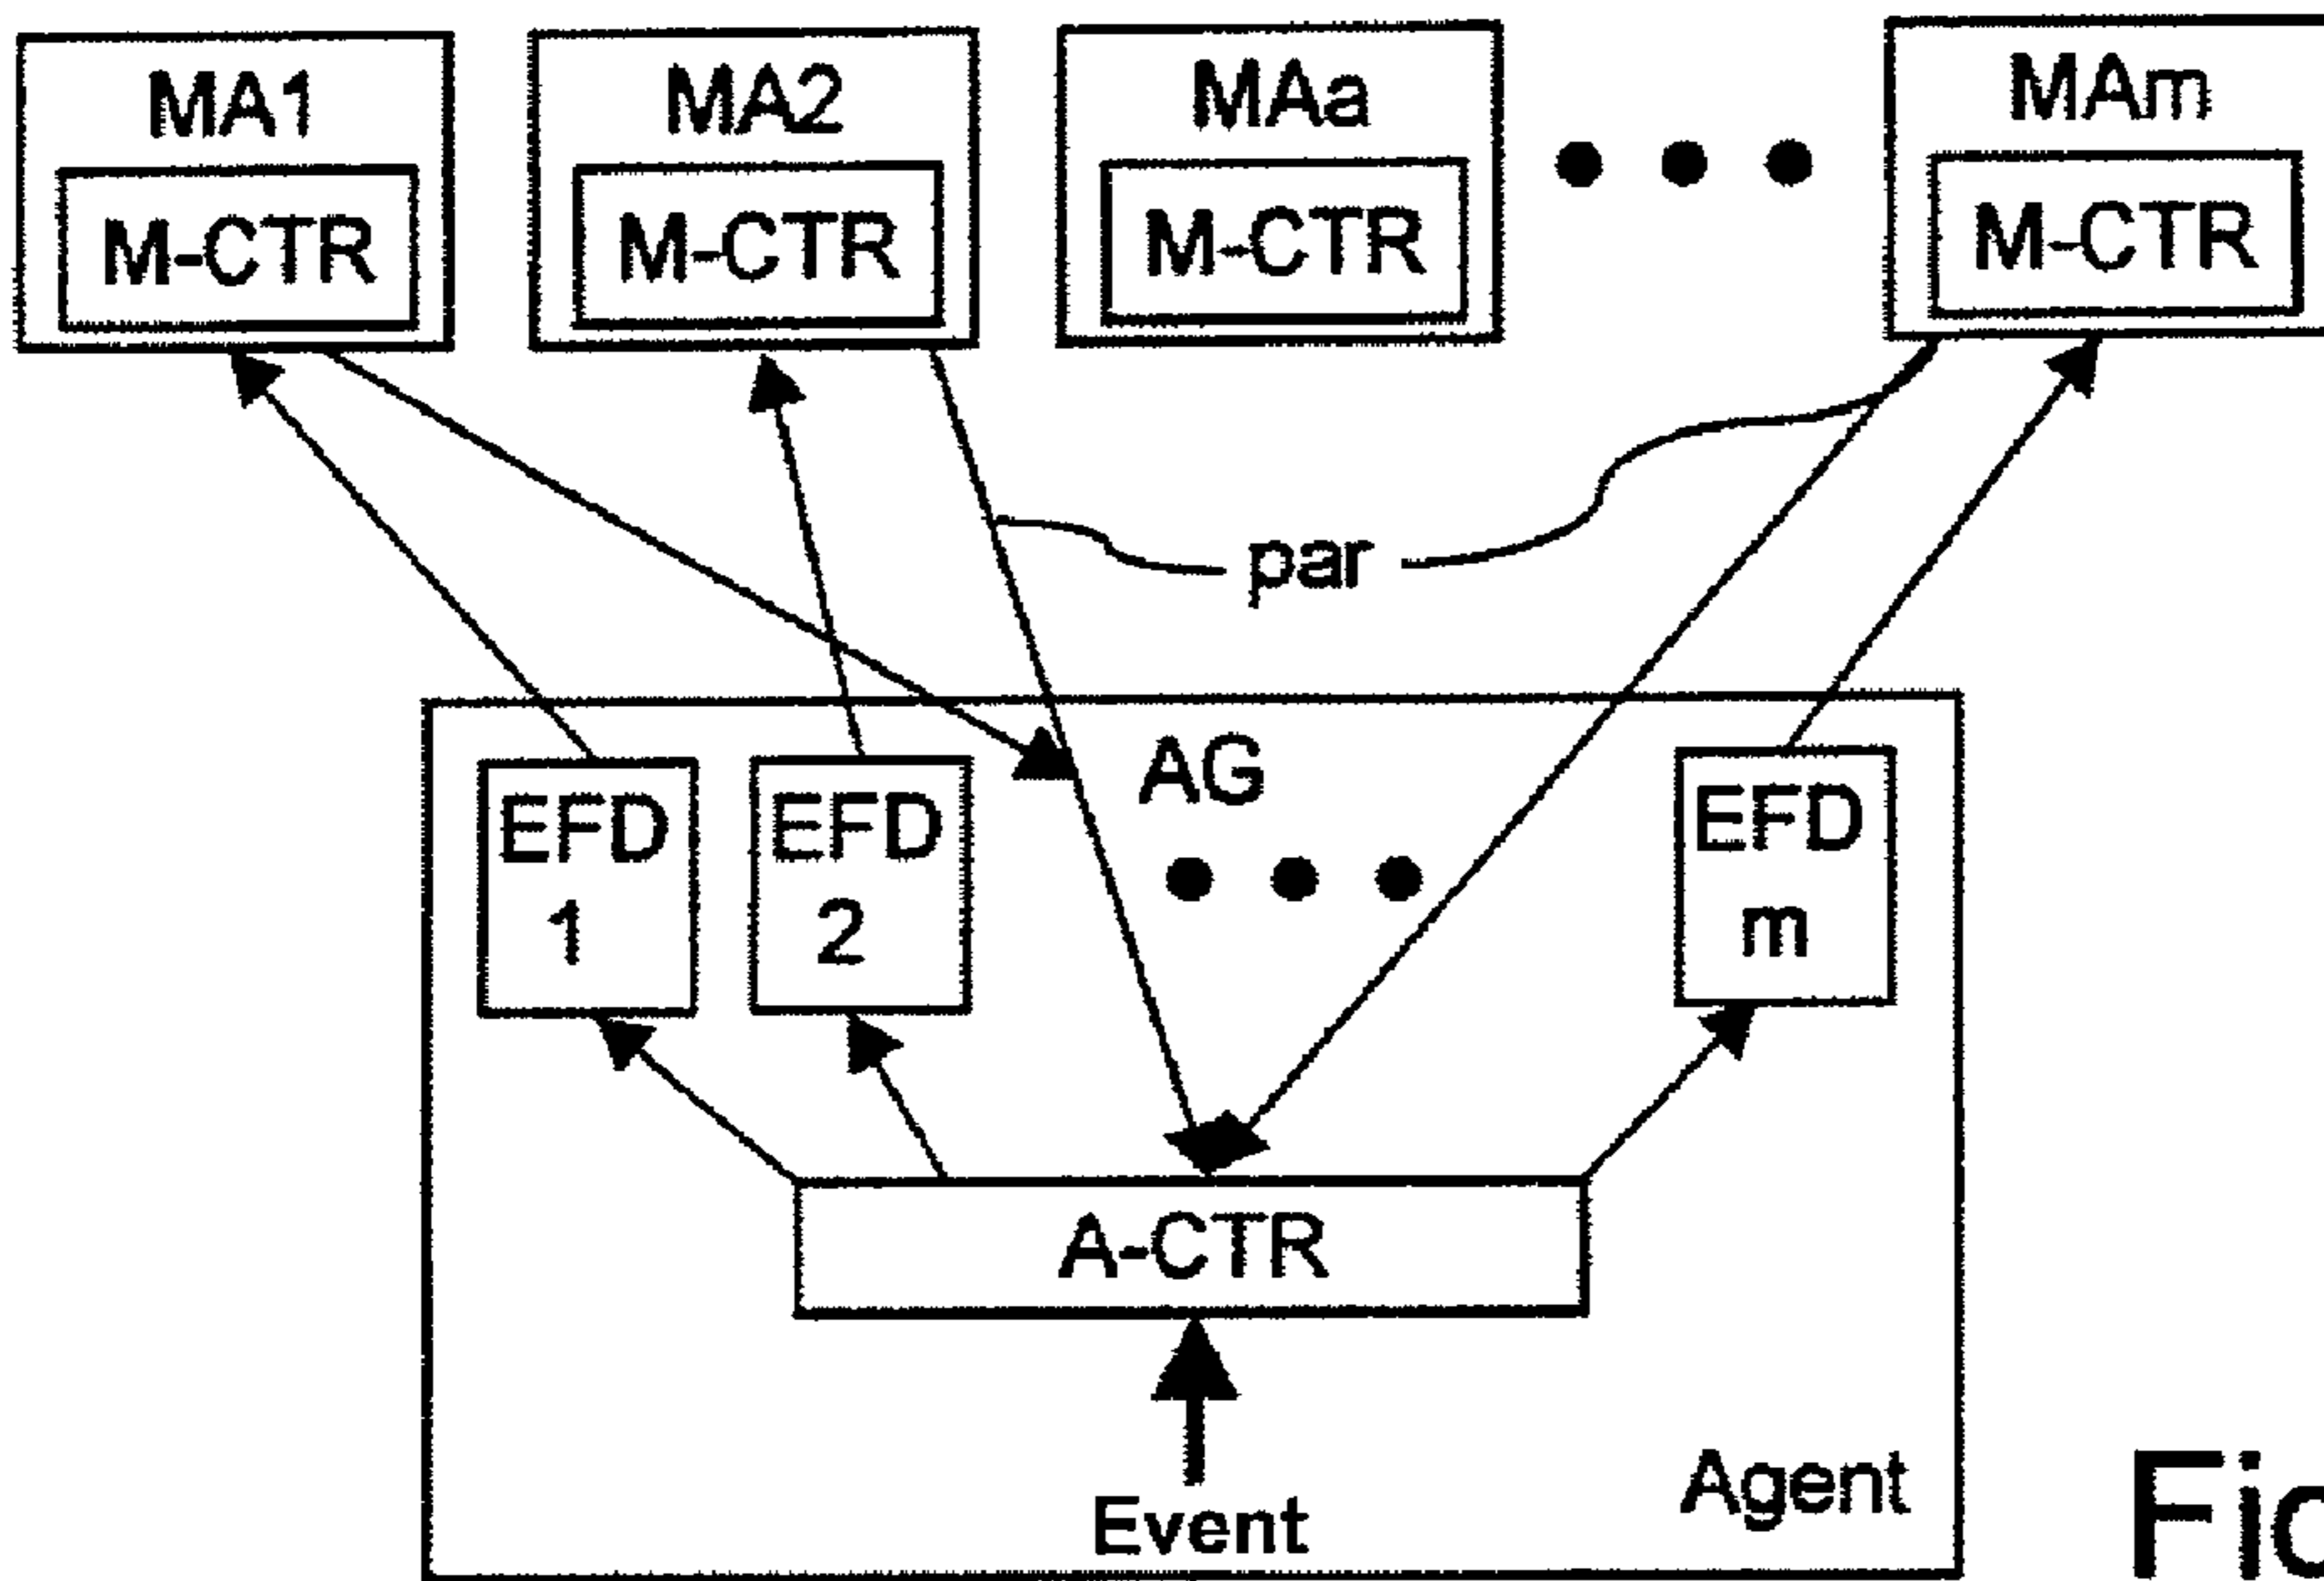 MA1
M-CTR
MA2
M-CTR
MAa
M-CTR
MAm
M-CTR
par
AG
EFD
1
EFD
2
EFD
m
A-CTR
Event
Agent